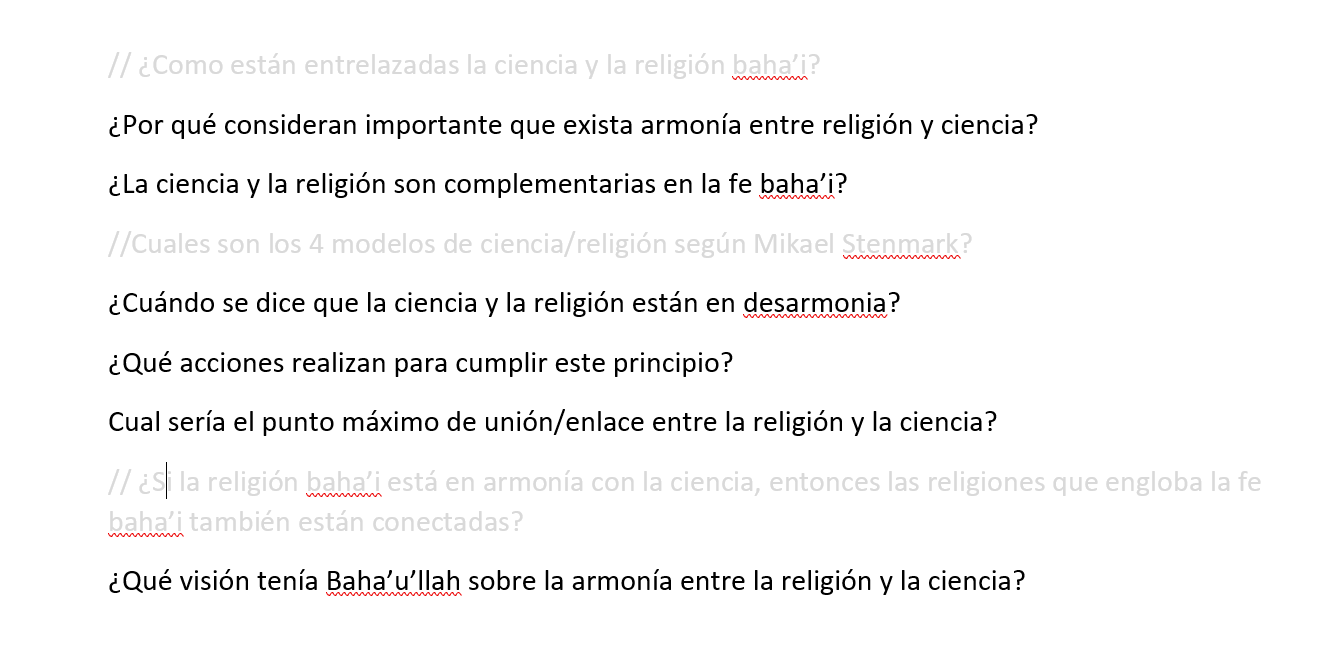 // ¿Como están entrelazadas la ciencia y la religión baha’i?
¿Por qué consideran importante que exista armonía entre religión y ciencia?
¿La ciencia y la religión son complementarias en la fe baha’i?
//Cuales son los 4 modelos de ciencia/religión según Mikael Stenmark?
¿Cuándo se dice que la ciencia y la religión están en desarmonia?
¿Qué acciones realizan para cumplir este principio?
Cual sería el punto máximo de unión/enlace entre la religión y la ciencia?
// ¿Si la religión baha’i está en armonía con la ciencia, entonces las religiones que engloba la fe
baha’i también están conectadas?
¿Qué visión tenía Baha’u’llah sobre la armonía entre la religión y la ciencia?